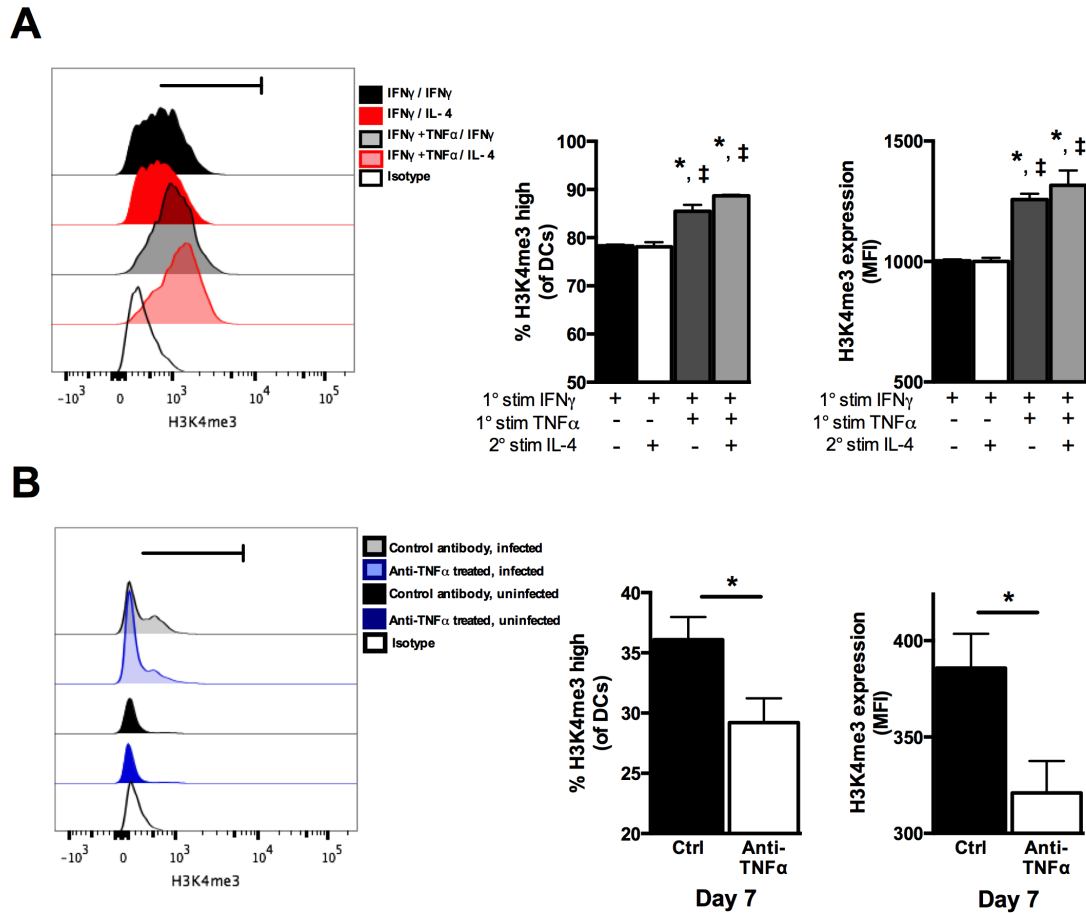 A
IFNγ / IFNγ
IFNγ / IL- 4
IFNγ +TNFα / IFNγ
IFNγ +TNFα / IL- 4
Isotype
-10³ 0 10³ 10⁴ 10⁵
H3K4me3
% H3K4me3 high
(of DCs)
100
90
80
70
60
50
*, ‡
*, ‡
1° stim IFNγ + + + +
1° stim TNFα - - + +
2° stim IL-4 - + - +
H3K4me3 expression
(MFI)
1500
1000
500
*, ‡
*, ‡
1° stim IFNγ + + + +
1° stim TNFα - - + +
2° stim IL-4 - + - +
B
Control antibody, infected
Anti-TNFα treated, infected
Control antibody, uninfected
Anti-TNFα treated, uninfected
Isotype
-10³ 0 10³ 10⁴ 10⁵
H3K4me3
% H3K4me3 high
(of DCs)
40
35
30
25
20
*
Ctrl Anti-
TNFα
Day 7
H3K4me3 expression
(MFI)
400
350
300
*
Ctrl Anti-
TNFα
Day 7